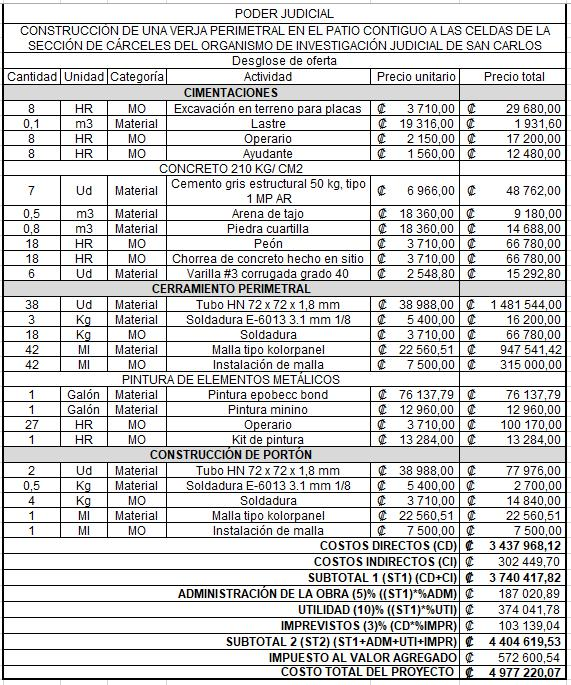 PODER JUDICIAL
CONSTRUCCIÓN DE UNA VERJA PERIMETRAL EN EL PATIO CONTIGUO A LAS CELDAS DE LA
SECCIÓN DE CÁRCELES DEL ORGANISMO DE INVESTIGACIÓN JUDICIAL DE SAN CARLOS
Desglose de oferta
Cantidad Unidad Categoría Actividad Precio unitario Precio total
CIMENTACIONES
8 HR MO Excavación en terreno para placas ₡ 3 710,00 ₡ 29 680,00
0,1 m3 Material Lastre ₡ 19 316,00 ₡ 1 931,60
8 HR MO Operario ₡ 2 150,00 ₡ 17 200,00
8 HR MO Ayudante ₡ 1 560,00 ₡ 12 480,00
CONCRETO 210 KG/ CM2
7 Ud Material Cemento gris estructural 50 kg, tipo
1 MP AR ₡ 6 966,00 ₡ 48 762,00
0,5 m3 Material Arena de tajo ₡ 18 360,00 ₡ 9 180,00
0,8 m3 Material Piedra cuartilla ₡ 18 360,00 ₡ 14 688,00
18 HR MO Peón ₡ 3 710,00 ₡ 66 780,00
18 HR MO Chorrea de concreto hecho en sitio ₡ 3 710,00 ₡ 66 780,00
6 Ud Material Varilla #3 corrugada grado 40 ₡ 2 548,80 ₡ 15 292,80
CERRAMIENTO PERIMETRAL
38 Ud Material Tubo HN 72 x 72 x 1,8 mm ₡ 38 988,00 ₡ 1 481 544,00
3 Kg Material Soldadura E-6013 3.1 mm 1/8 ₡ 5 400,00 ₡ 16 200,00
18 Kg MO Soldadura ₡ 3 710,00 ₡ 66 780,00
42 Ml Material Malla tipo kolorpanel ₡ 22 560,51 ₡ 947 541,42
42 Ml MO Instalación de malla ₡ 7 500,00 ₡ 315 000,00
PINTURA DE ELEMENTOS METÁLICOS
1 Galón Material Pintura epobecc bond ₡ 76 137,79 ₡ 76 137,79
1 Galón Material Pintura minino ₡ 12 960,00 ₡ 12 960,00
27 HR MO Operario ₡ 3 710,00 ₡ 100 170,00
1 HR MO Kit de pintura ₡ 13 284,00 ₡ 13 284,00
CONSTRUCCIÓN DE PORTÓN
2 Ud Material Tubo HN 72 x 72 x 1,8 mm ₡ 38 988,00 ₡ 77 976,00
0,5 Kg Material Soldadura E-6013 3.1 mm 1/8 ₡ 5 400,00 ₡ 2 700,00
4 Kg MO Soldadura ₡ 3 710,00 ₡ 14 840,00
1 Ml Material Malla tipo kolorpanel ₡ 22 560,51 ₡ 22 560,51
1 Ml MO Instalación de malla ₡ 7 500,00 ₡ 7 500,00
COSTOS DIRECTOS (CD) ₡ 3 437 968,12
COSTOS INDIRECTOS (CI) ₡ 302 449,70
SUBTOTAL 1 (ST1) (CD+CI) ₡ 3 740 417,82
ADMINISTRACIÓN DE LA OBRA (5)% ((ST1)*%ADM) ₡ 187 020,89
UTILIDAD (10)% ((ST1)*%UTI) ₡ 374 041,78
IMPREVISTOS (3)% (CD*%IMPR) ₡ 103 139,04
SUBTOTAL 2 (ST2) (ST1+ADM+UTI+IMPR) ₡ 4 404 619,53
IMPUESTO AL VALOR AGREGADO ₡ 572 600,54
COSTO TOTAL DEL PROYECTO ₡ 4 977 220,07